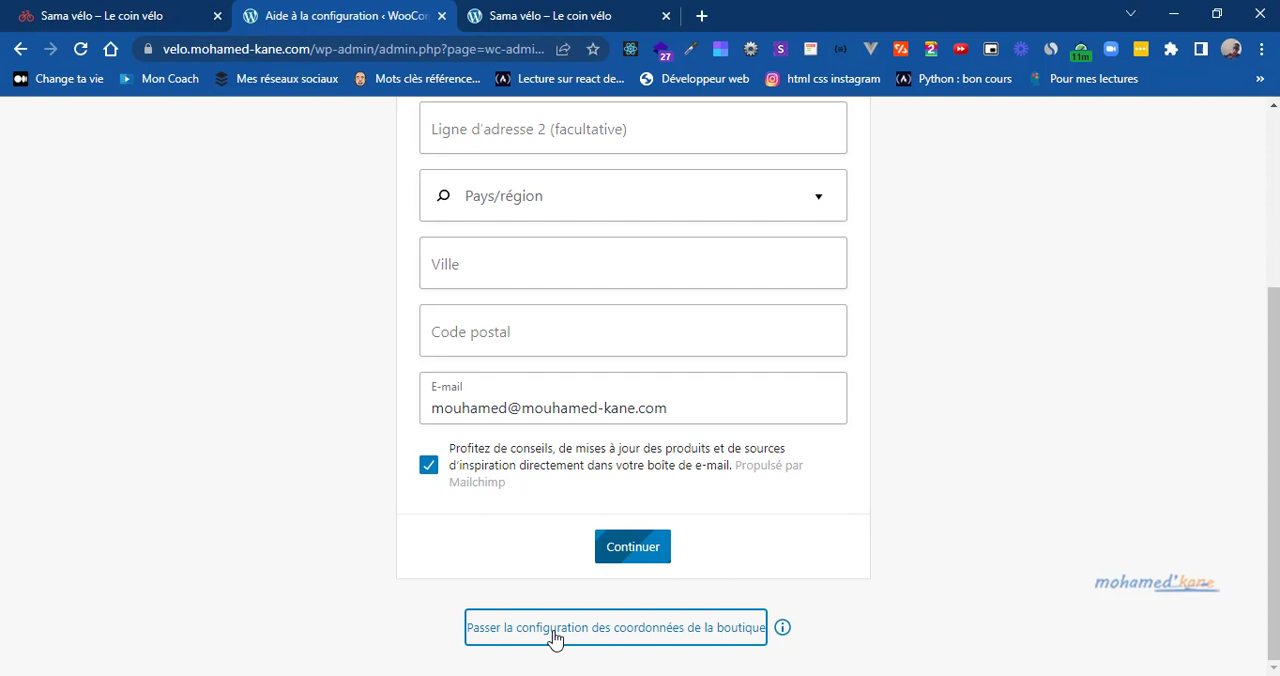 Sama vélo – Le coin vélo
Aide à la configuration ‹ WooCo
Sama vélo – Le coin vélo
velo.mohamed-kane.com/wp-admin/admin.php?page=wc-admi...
27
S
2
11m
Change ta vie
Mon Coach
Mes réseaux sociaux
Mots clés référence...
Lecture sur react de...
Développeur web
html css instagram
Python : bon cours
Pour mes lectures
»
Ligne d'adresse 2 (facultative)
Pays/région
Ville
Code postal
E-mail
mouhamed@mouhamed-kane.com
Profitez de conseils, de mises à jour des produits et de sources
d'inspiration directement dans votre boîte de e-mail. Propulsé par
Mailchimp
Continuer
mohamed'kane
Passer la configuration des coordonnées de la boutique